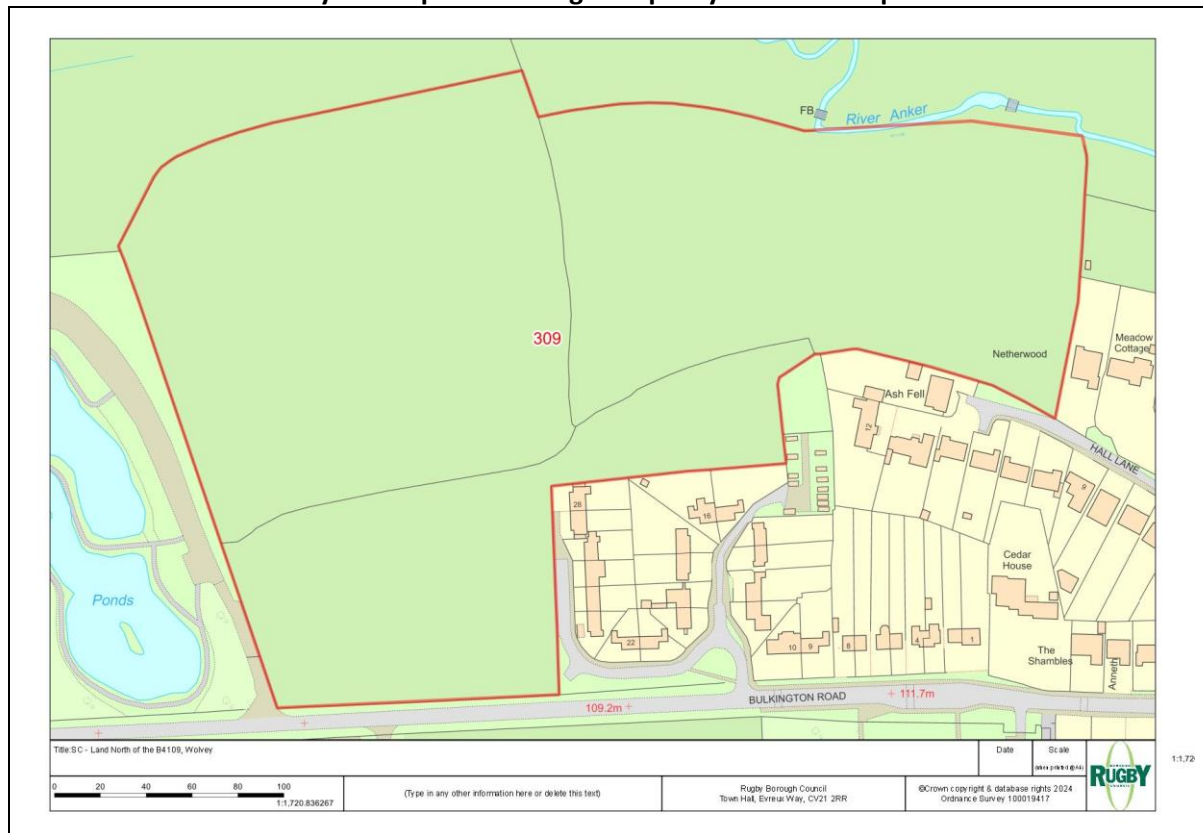 FB
River Anker
309
Netherwood
Meadow
Cottage
Ash Fell
12
HALL LANE
9
28
16
Cedar
House
Ponds
22
10
9
8
4
1
The
Shambles
Anneth
BULKINGTON ROAD
111.7m
109.2m
Title:SC - Land North of the B4109, Wolvey
Date
Scale
0 20 40 60 80 100
1:1,720.836267
(Type in any other information here or delete this text)
Rugby Borough Council
Town Hall, Evreux Way, CV21 2RR
©Crown copyright & database rights 2024
Ordnance Survey 100019417
RUGBY
1:1,72